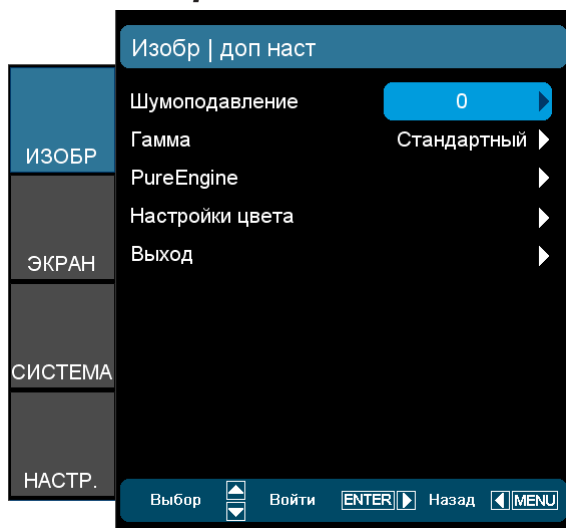 Изобр | доп наст
Шумоподавление 0
Гамма Стандартный
PureEngine
Настройки цвета
Выход
ИЗОБР
ЭКРАН
СИСТЕМА
НАСТР.
Выбор Войти ENTER Назад MENU